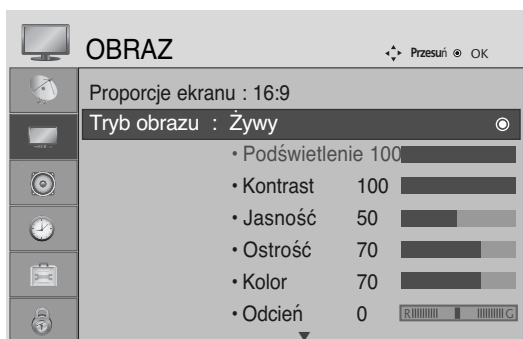 OBRAZ
Przesuń OK
Proporcje ekranu : 16:9
Tryb obrazu : Żywy
• Podświetlenie 100
• Kontrast 100
• Jasność 50
• Ostrość 70
• Kolor 70
• Odcień 0 R G